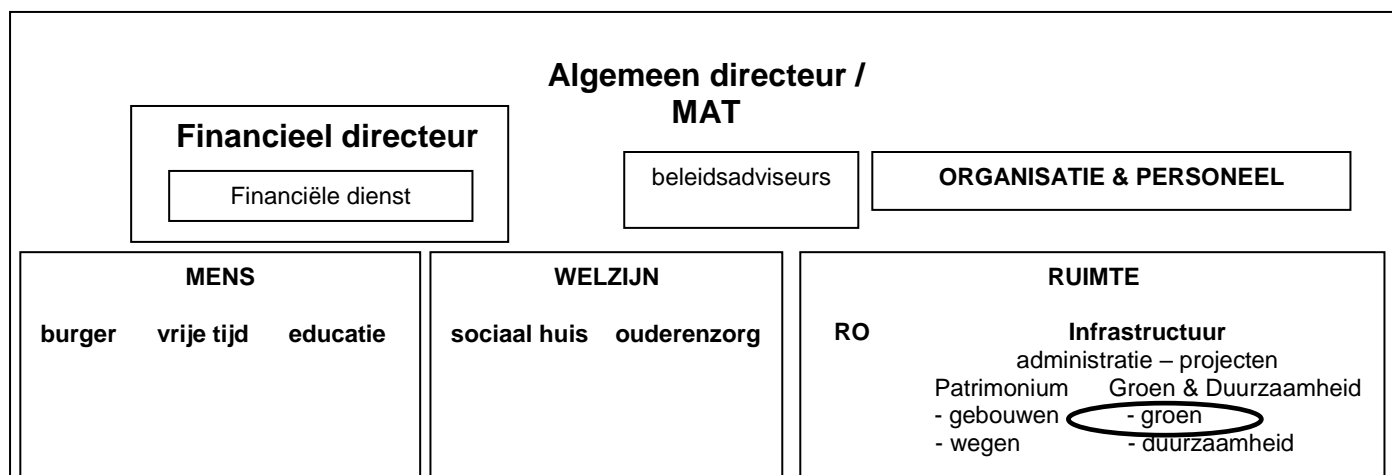 Algemeen directeur /
MAT
Financieel directeur
Financiële dienst
beleidsadviseurs
ORGANISATIE & PERSONEEL
MENS
burger vrije tijd educatie
WELZIJN
sociaal huis ouderenzorg
RUIMTE
RO Infrastructuur
administratie – projecten
Patrimonium Groen & Duurzaamheid
- gebouwen - groen
- wegen - duurzaamheid